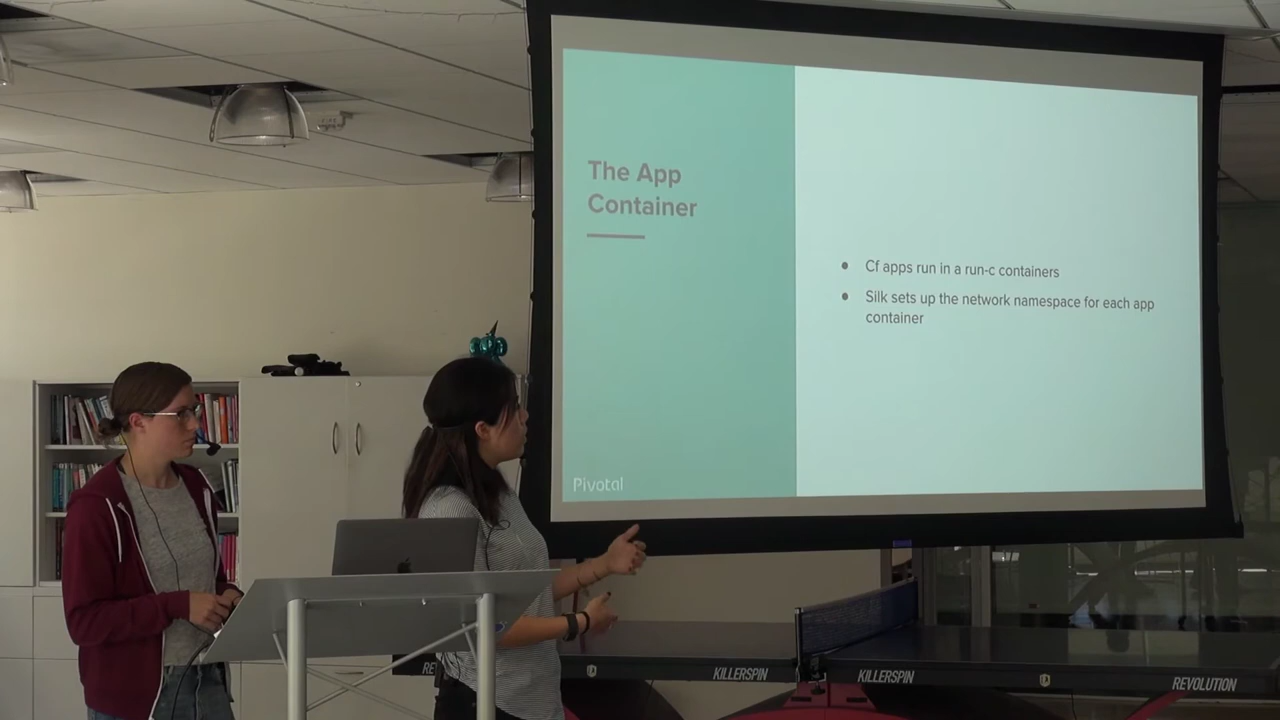 The App
Container
Cf apps run in a run-c containers
Silk sets up the network namespace for each app
container
Pivotal
KILLERSPIN
KILLERSPIN
REVOLUTION
RE